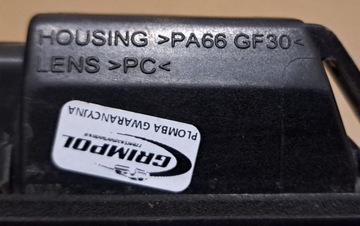 HOUSING >PA66 GF30<
LENS >PC<
PLOMBA GWARANCYJNA
GRIMPOL